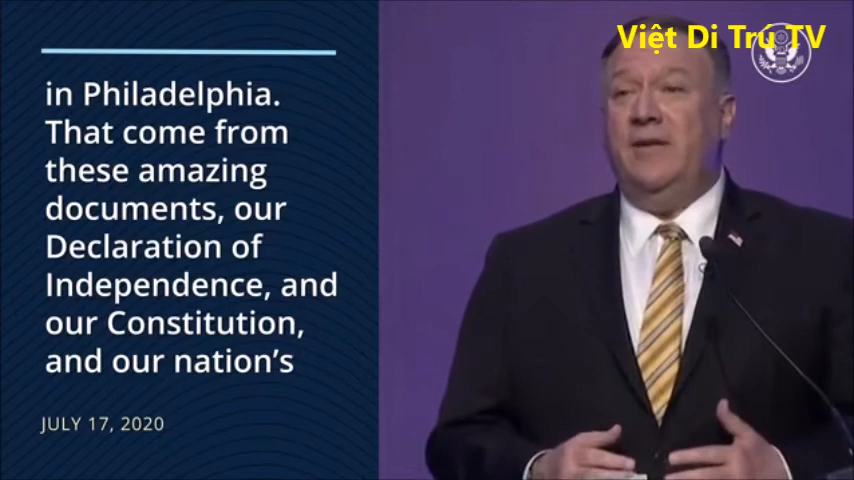 Việt Di Trú TV
in Philadelphia.
That come from
these amazing
documents, our
Declaration of
Independence, and
our Constitution,
and our nation's
JULY 17, 2020